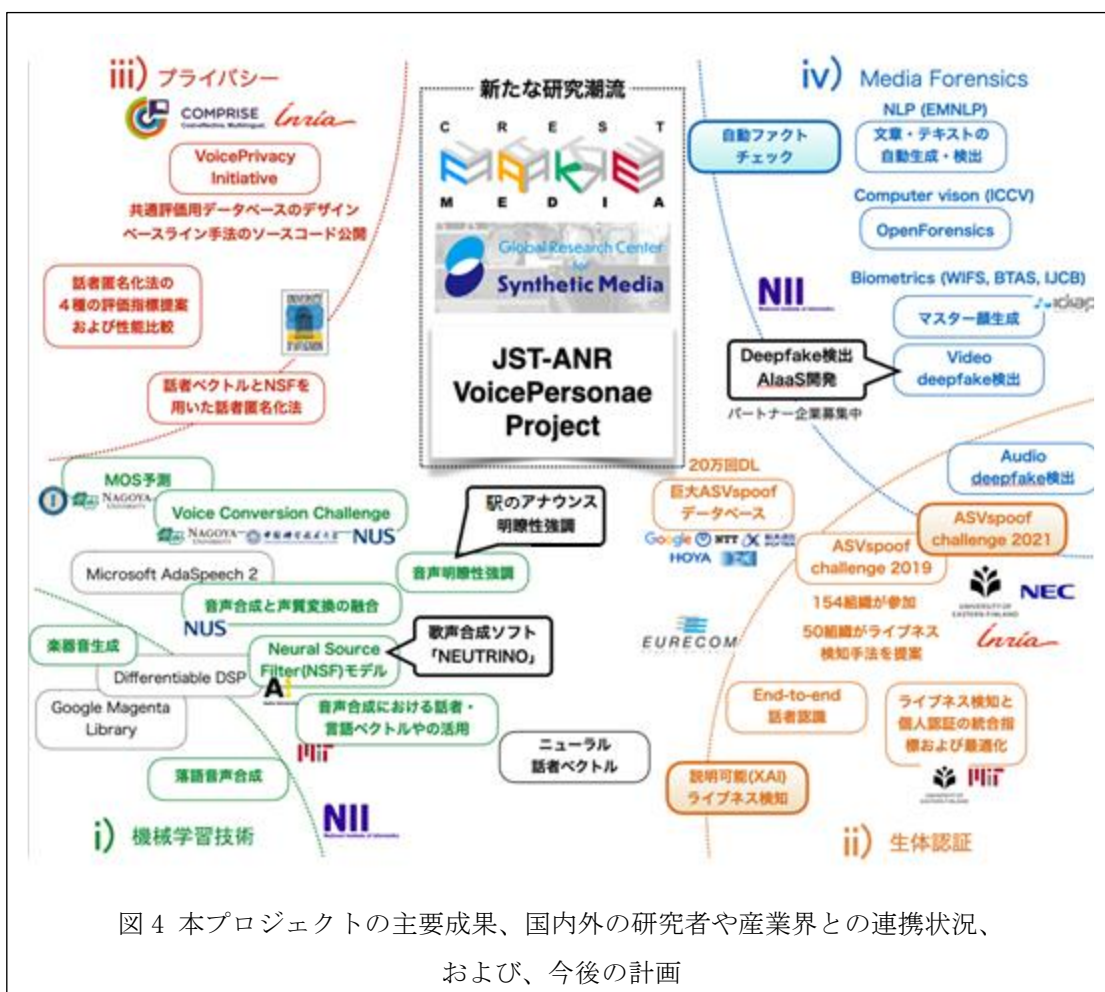 iii) プライバシー
COMPRISE
Cost-effective, Multilingual,
Inria
VoicePrivacy
Initiative
共通評価用データベースのデザイン
ベースライン手法のソースコード公開
話者匿名化法の
4種の評価指標提案
および性能比較
話者ベクトルとNSFを
用いた話者匿名化法
新たな研究潮流
C R E S T
FAKE
M E D I A
Global Research Center
for
Synthetic Media
JST-ANR
VoicePersonae
Project
iv) Media Forensics
自動ファクト
チェック
NLP (EMNLP)
文章・テキストの
自動生成・検出
Computer vison (ICCV)
OpenForensics
Biometrics (WIFS, BTAS, IJCB)
NII
National Institute of Informatics
idiap
マスター顔生成
Deepfake検出
AIaaS開発
Video
deepfake検出
パートナー企業募集中
Audio
deepfake検出
MOS予測
NAGOYA
UNIVERSITY
Voice Conversion Challenge
NAGOYA
UNIVERSITY
NUS
駅のアナウンス
明瞭性強調
Microsoft AdaSpeech 2
音声明瞭性強調
音声合成と声質変換の融合
NUS
楽器音生成
Neural Source
Filter(NSF)モデル
歌声合成ソフト
「NEUTRINO」
Differentiable DSP
Google Magenta
Library
音声合成における話者・
言語ベクトルやの活用
MIT
ニューラル
話者ベクトル
落語音声合成
NII
National Institute of Informatics
i) 機械学習技術
20万回DL
巨大ASVspoof
データベース
Google
NTT
HOYA
ASVspoof
challenge 2019
ASVspoof
challenge 2021
154組織が参加
UNIVERSITY OF
EASTERN FINLAND
NEC
EURECOM
50組織がライブネス
検知手法を提案
Inria
End-to-end
話者認識
ライブネス検知と
個人認証の統合指
標および最適化
説明可能(XAI)
ライブネス検知
UNIVERSITY OF
EASTERN FINLAND
MIT
ii) 生体認証
図 4 本プロジェクトの主要成果、国内外の研究者や産業界との連携状況、
および、今後の計画